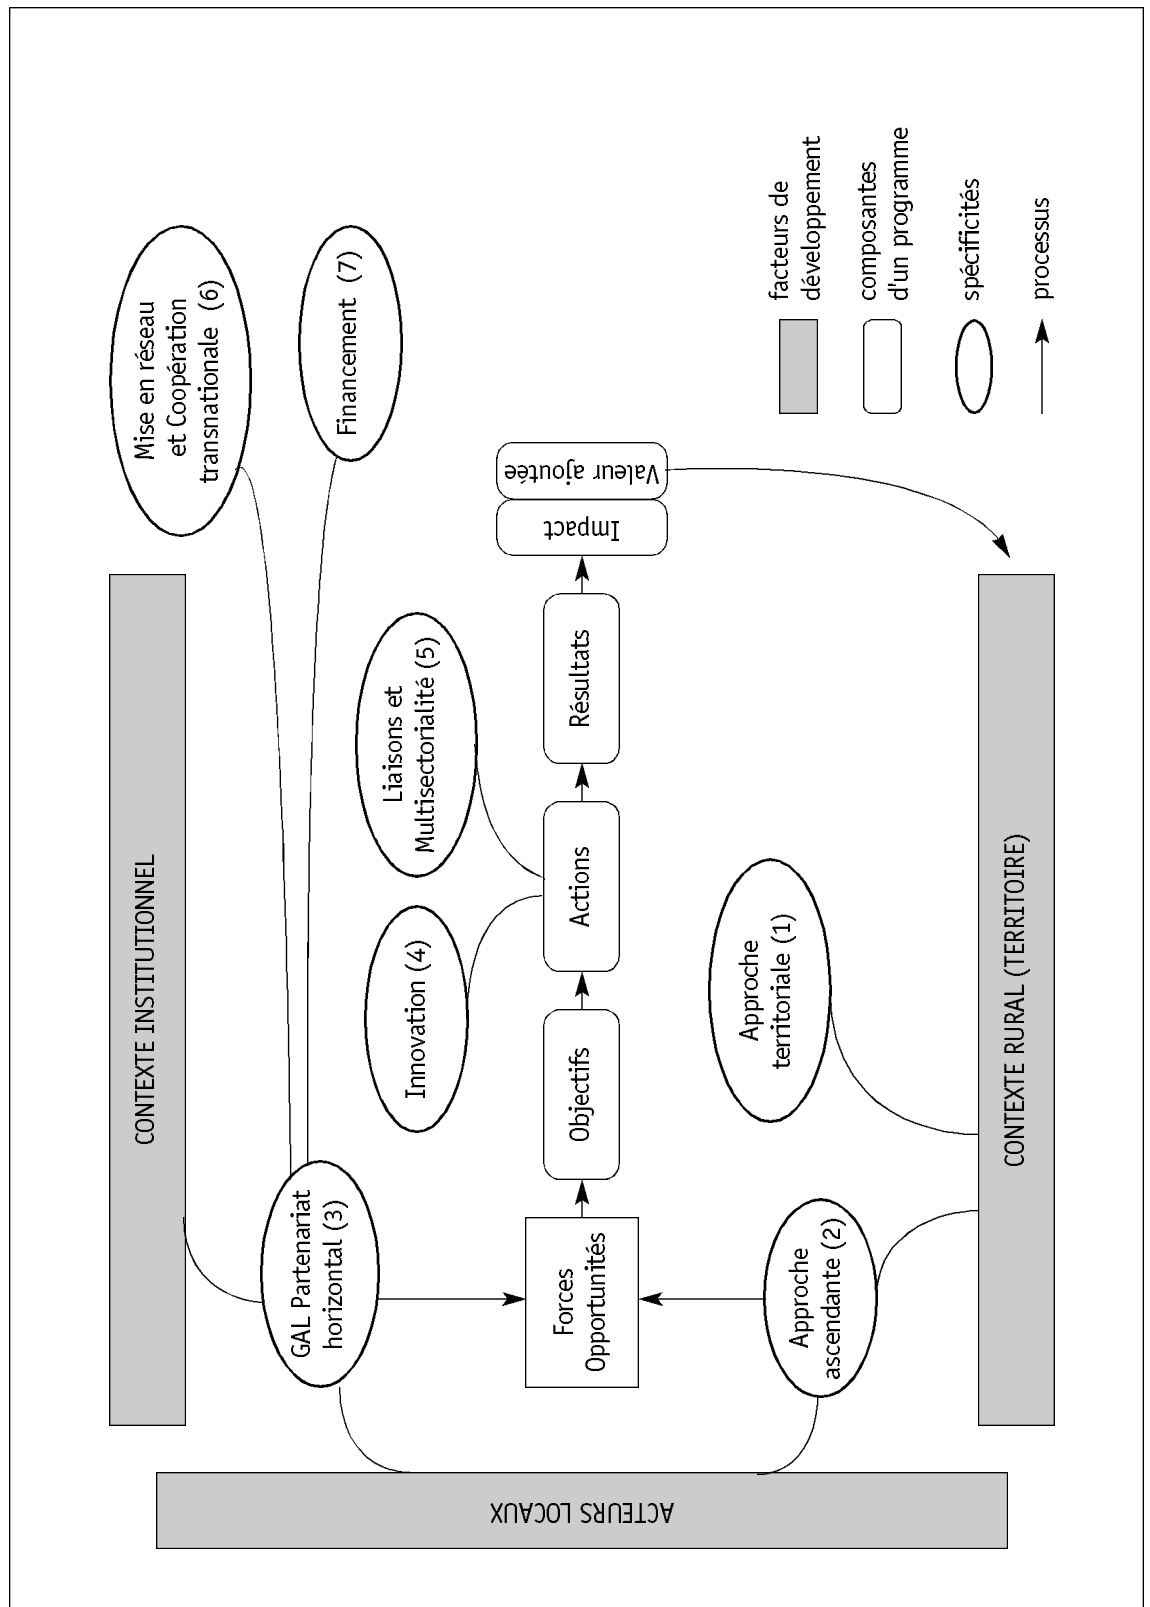 CONTEXTE INSTITUTIONNEL
Mise en réseau
et Coopération
transnationale (6)
Financement (7)
GAL Partenariat
horizontal (3)
Innovation (4)
Liaisons et
Multisectorialité (5)
ACTEURS LOCAUX
Forces
Opportunités
Objectifs
Actions
Résultats
Impact
Valeur ajoutée
Approche
territoriale (1)
Approche
ascendante (2)
CONTEXTE RURAL (TERRITOIRE)
facteurs de
développement
composantes
d'un programme
spécificités
processus